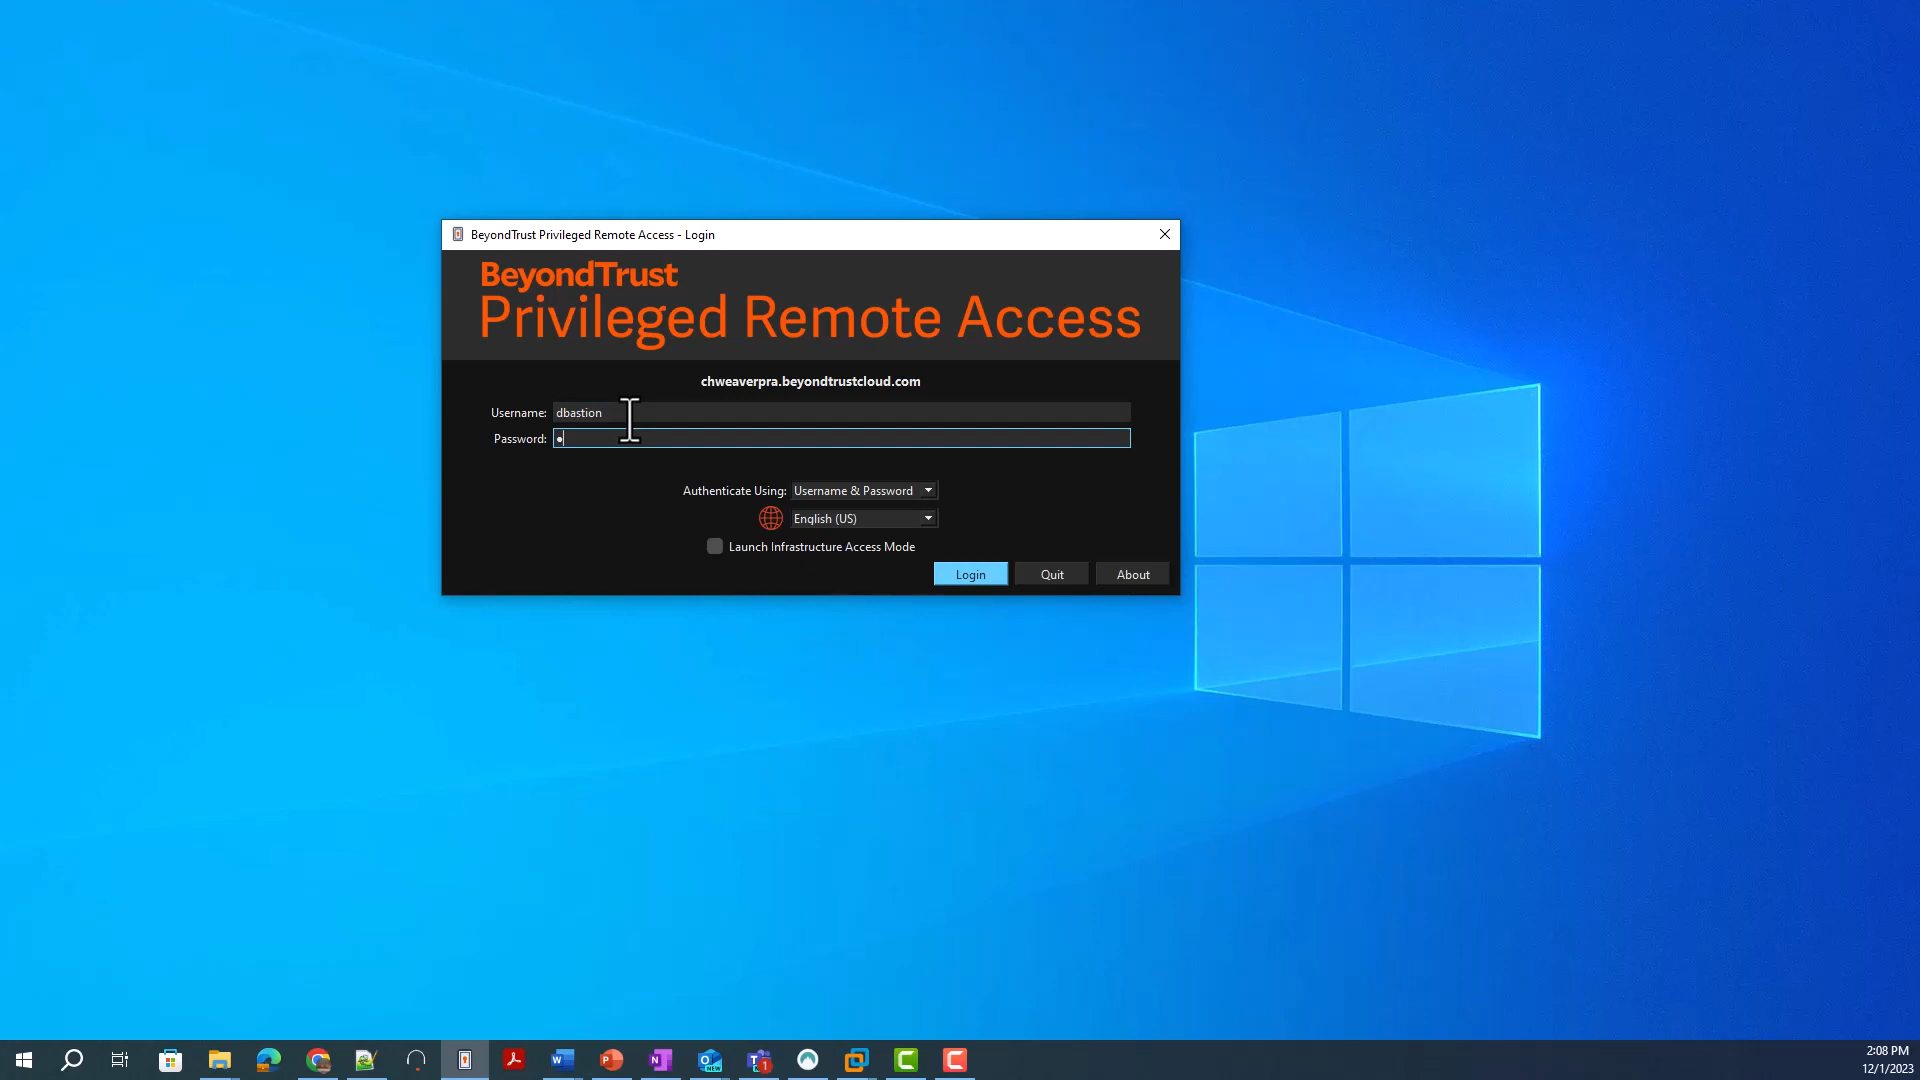 BeyondTrust Privileged Remote Access - Login
BeyondTrust
Privileged Remote Access
chweaverpra.beyondtrustcloud.com
Username: dbastion
Password: ●
Authenticate Using: Username & Password
English (US)
Launch Infrastructure Access Mode
Login Quit About
2:08 PM
12/1/2023